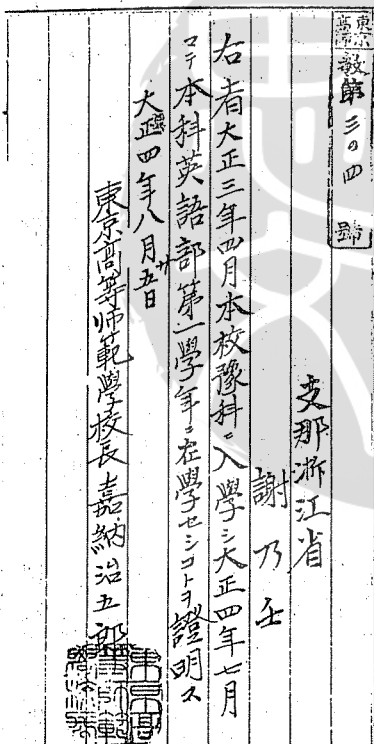 東京高師教第三〇四號
支那浙江省
謝乃壬
右者大正三年四月本校豫科ニ入學シ大正四年七月
マテ本科英語部第一學年ニ在學セシコトヲ證明ス
大正四年八月廿五日
東京高等师範學校長嘉納治五郎